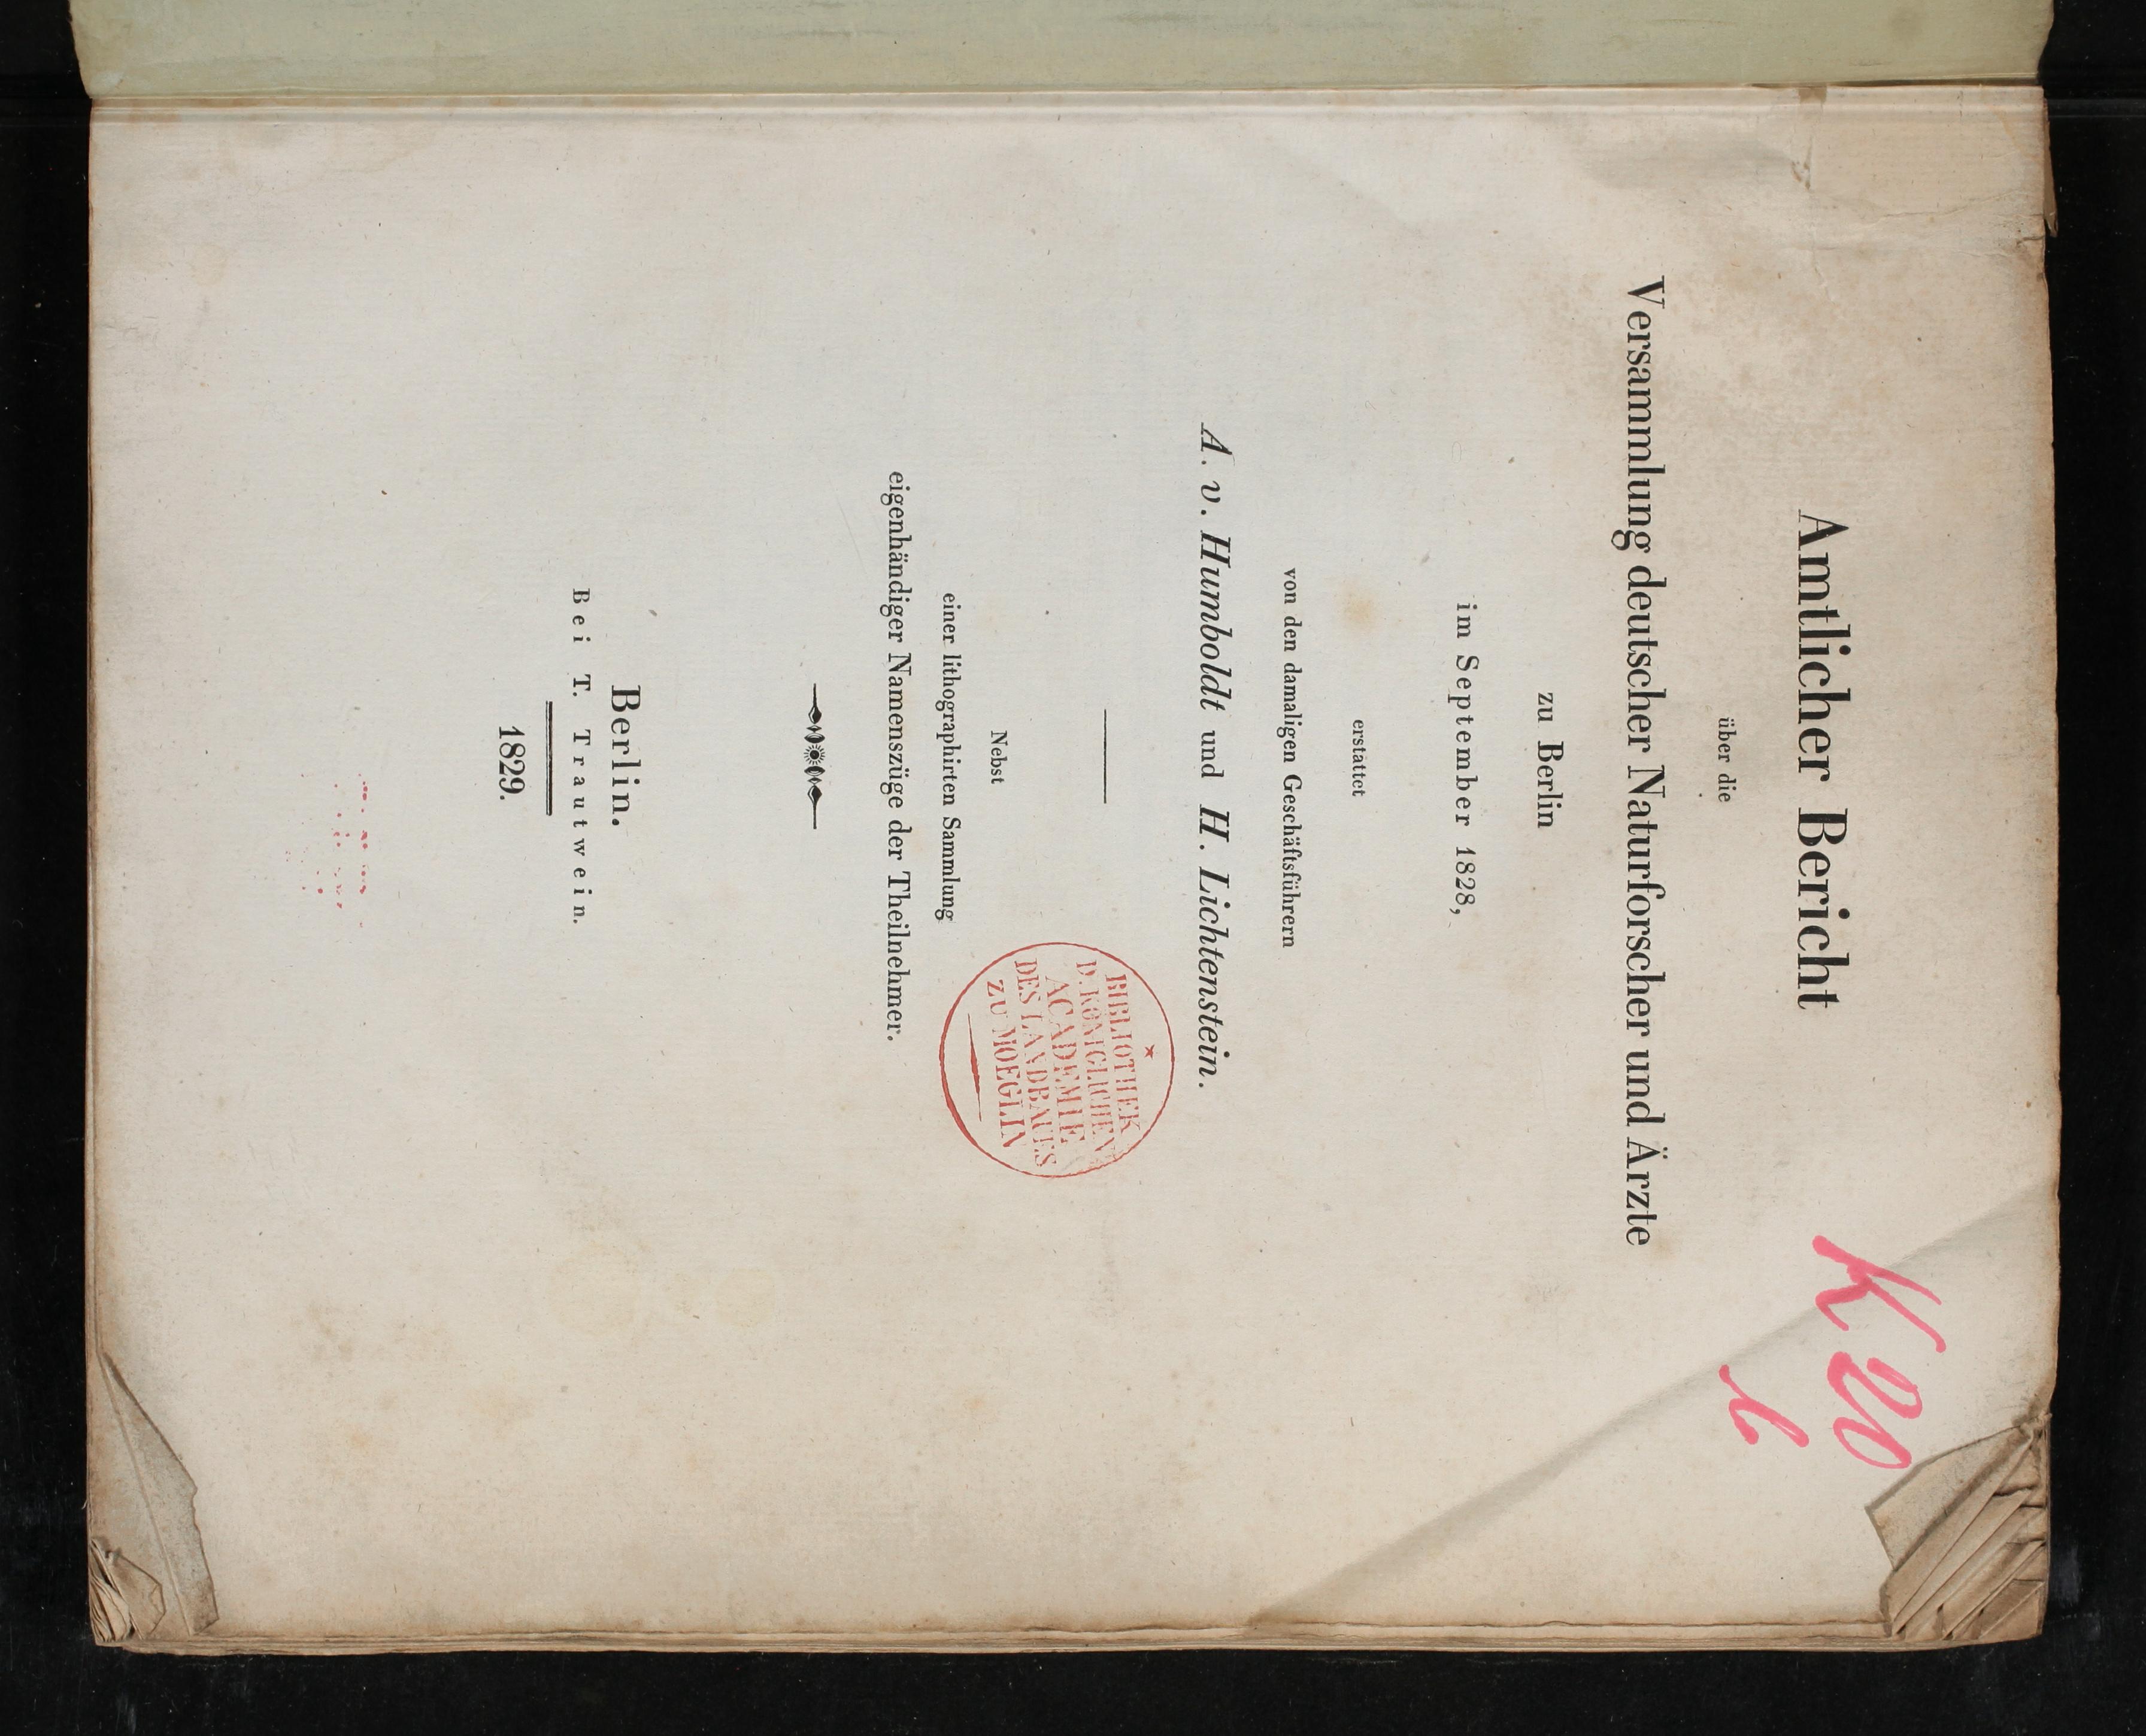 Amtlicher Bericht
über die
Versammlung deutscher Naturforscher und Ärzte
zu Berlin
im September 1828,
erstattet
von den damaligen Geschäftsführern
A. v. Humboldt und H. Lichtenstein.
Nebst
einer lithographirten Sammlung
eigenhändiger Namenszüge der Theilnehmer.
Berlin.
Bei T. Trautwein.
1829.
BIBLIOTHEK
D. KÖNIGLICHEN
ACADEMIE
DES LANDBAUES
ZU MOEGLIN
K 20